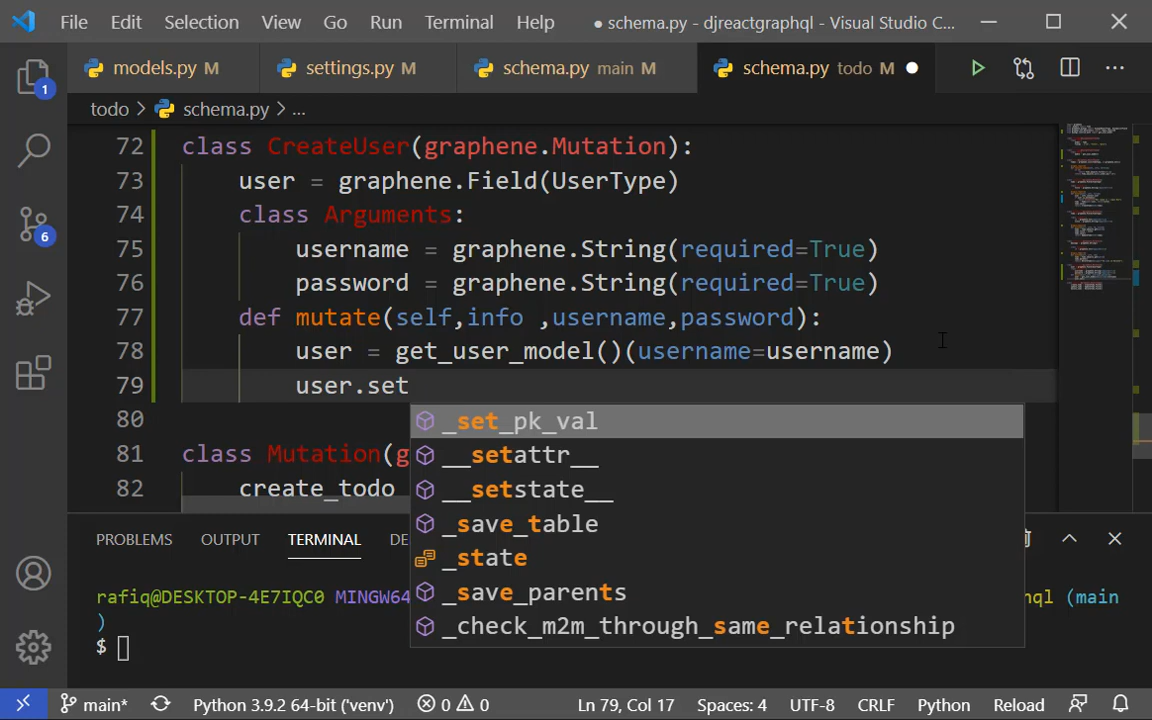 File Edit Selection View Go Run Terminal Help ● schema.py - djreactgraphql - Visual Studio C...
models.py M settings.py M schema.py main M schema.py todo M ●
todo > schema.py > ...
72 class CreateUser(graphene.Mutation):
73 user = graphene.Field(UserType)
74 class Arguments:
75 username = graphene.String(required=True)
76 password = graphene.String(required=True)
77 def mutate(self,info ,username,password):
78 user = get_user_model()(username=username)
79 user.set
80 _set_pk_val
__setattr__
81 class Mutation(g
__setstate__
82 create_todo
_save_table
_state
_save_parents
_check_m2m_through_same_relationship
1
6
PROBLEMS OUTPUT TERMINAL DE
rafiq@DESKTOP-4E7IQC0 MINGW64 hql (main
)
$
main* Python 3.9.2 64-bit ('venv') 0 0 Ln 79, Col 17 Spaces: 4 UTF-8 CRLF Python Reload